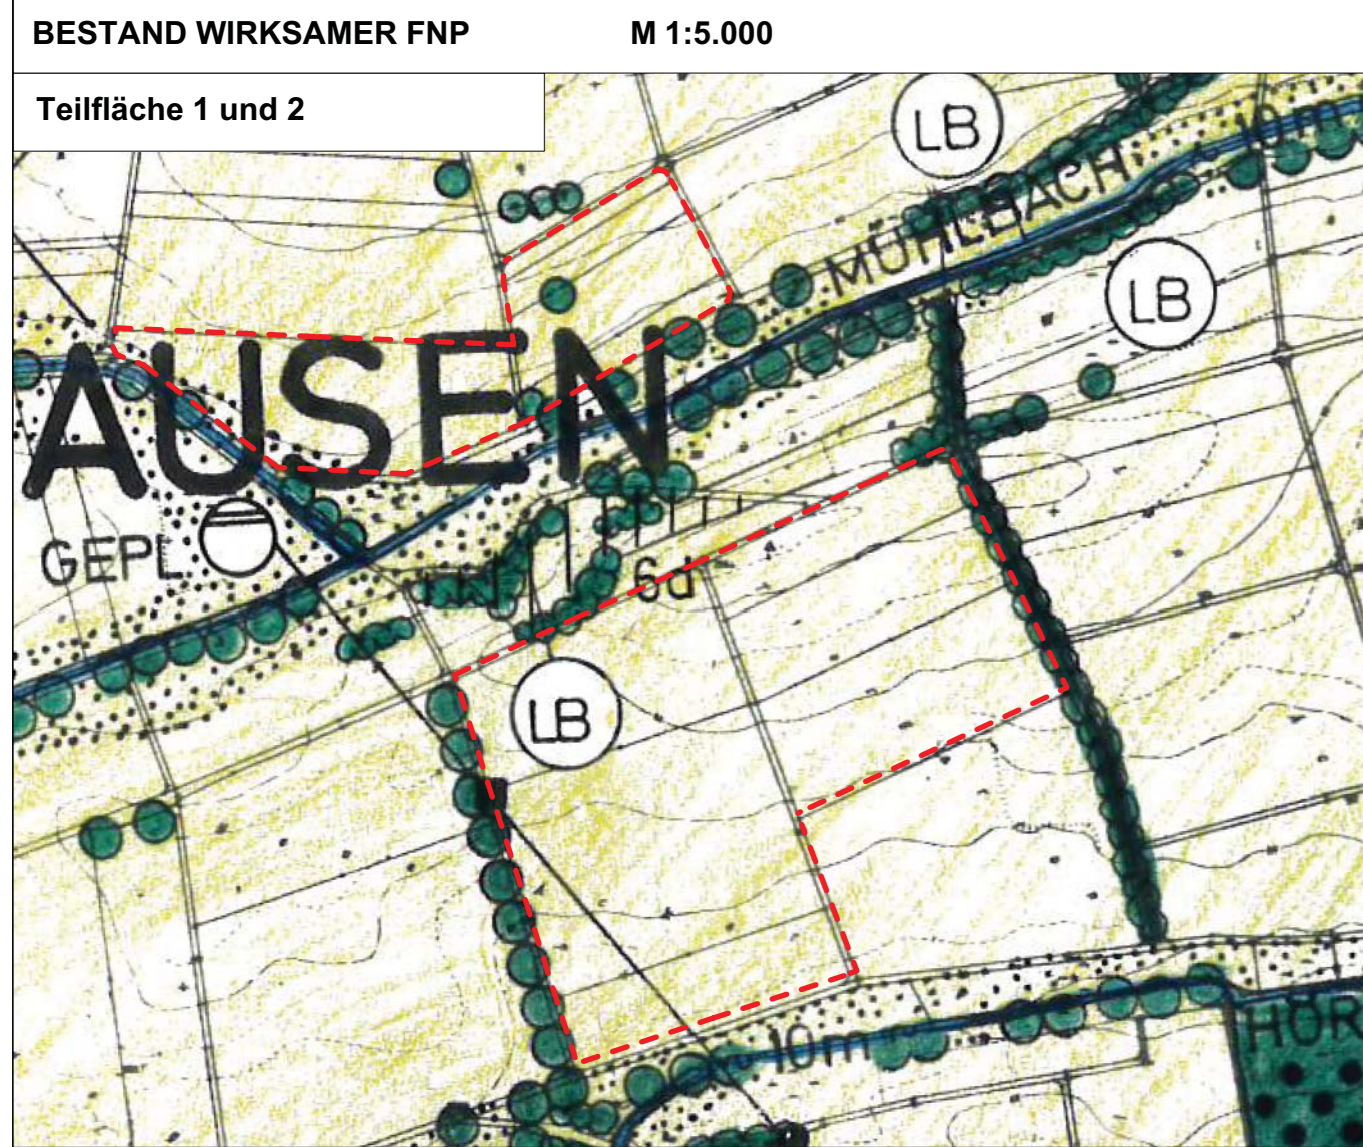 BESTAND WIRKSAMER FNP M 1:5.000
Teilfläche 1 und 2
LB
10m
MÜHLBACH
LB
AUSEN
GEPL
6d
LB
10m
HÖR